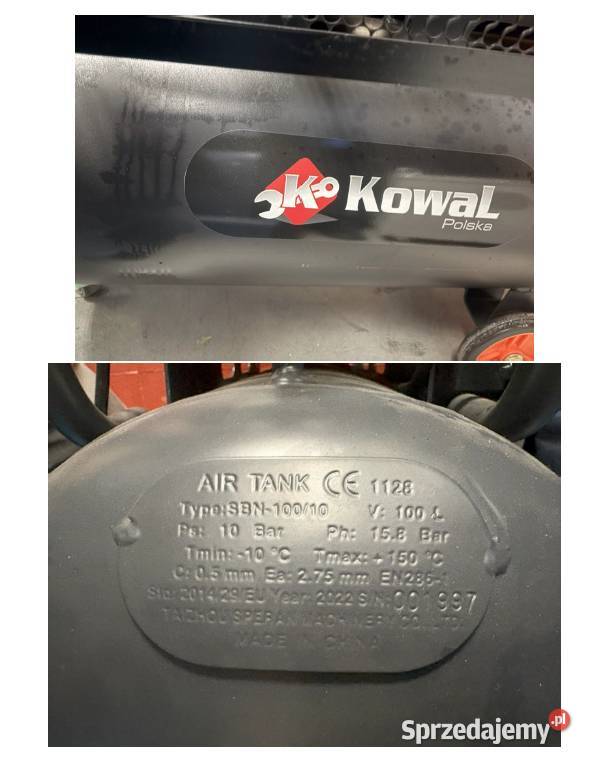 KowaL
Polska
AIR TANK CE 1128
Type:SBN-100/10 V: 100 L
Ps: 10 Bar Ph: 15.8 Bar
Tmin: -10 °C Tmax: +150 °C
C: 0.5 mm Ea: 2.75 mm EN286-1
Std: 2014/29/EU Year: 2022 S/N: 001997
TAIZHOU SPERAN MACHINERY CO., LTD.
MADE IN CHINA
Sprzedajemy.pl